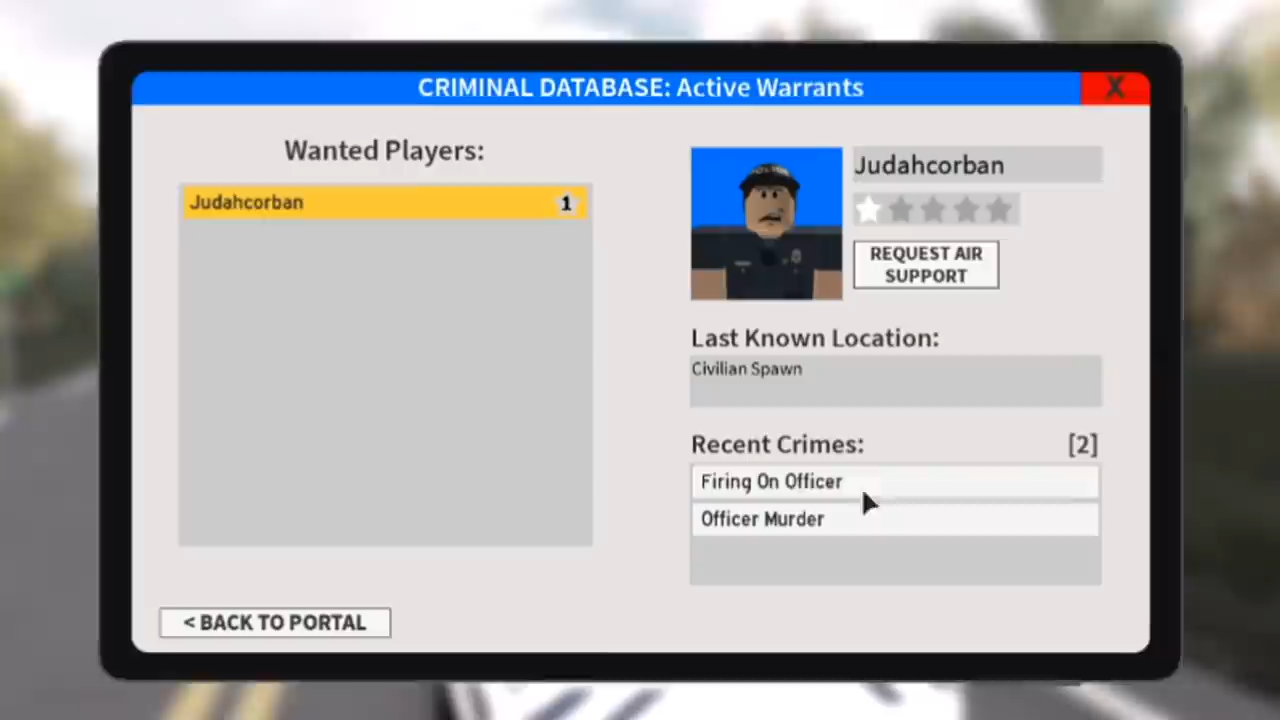 CRIMINAL DATABASE: Active Warrants
X
Wanted Players:
Judahcorban
1
Judahcorban
REQUEST AIR
SUPPORT
Last Known Location:
Civilian Spawn
Recent Crimes:
[2]
Firing On Officer
Officer Murder
< BACK TO PORTAL